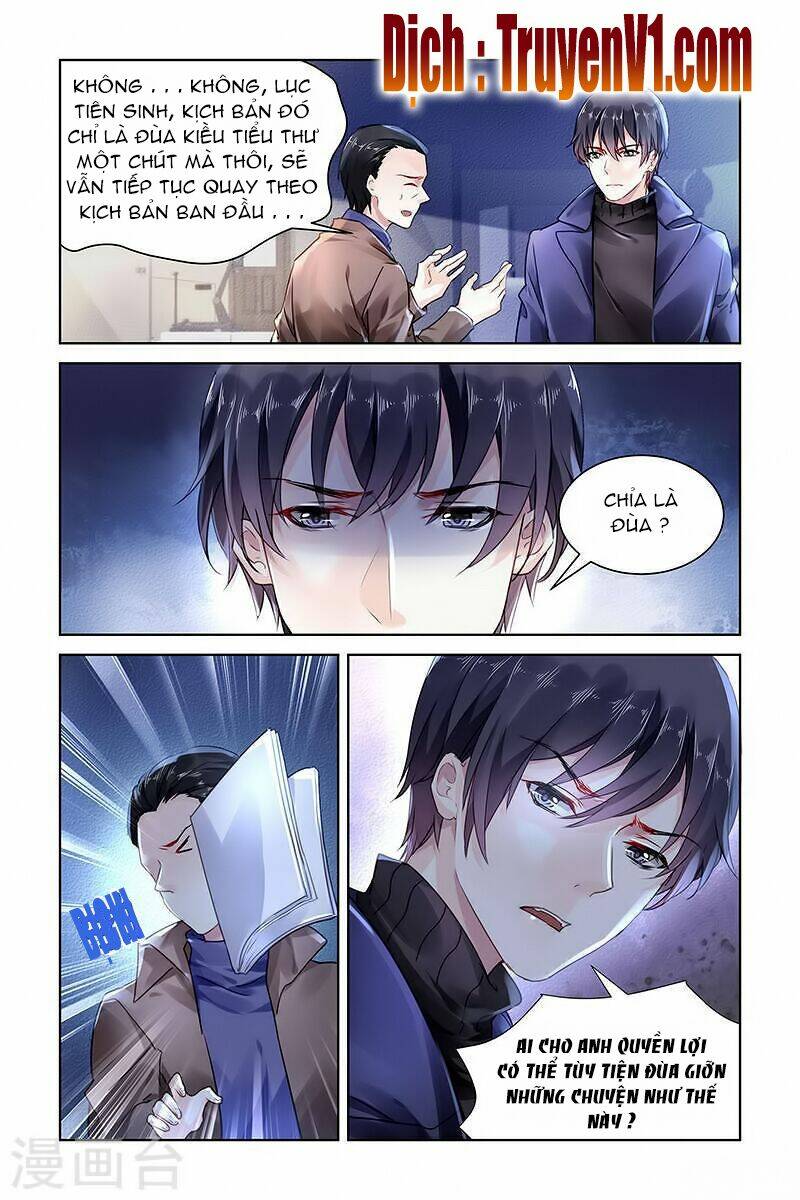 Dịch : TruyenV1.com
KHÔNG . . . KHÔNG, LỤC
TIÊN SINH, KỊCH BẢN ĐÓ
CHỈ LÀ ĐÙA KIỀU TIỂU THƯ
MỘT CHÚT MÀ THÔI, SẼ
VẪN TIẾP TỤC QUAY THEO
KỊCH BẢN BAN ĐẦU . . .
CHỈA LÀ
ĐÙA ?
AI CHO ANH QUYỀN LỢI
CÓ THỂ TÙY TIỆN ĐÙA GIỠN
NHỮNG CHUYỆN NHƯ THẾ
NÀY ?
漫画台